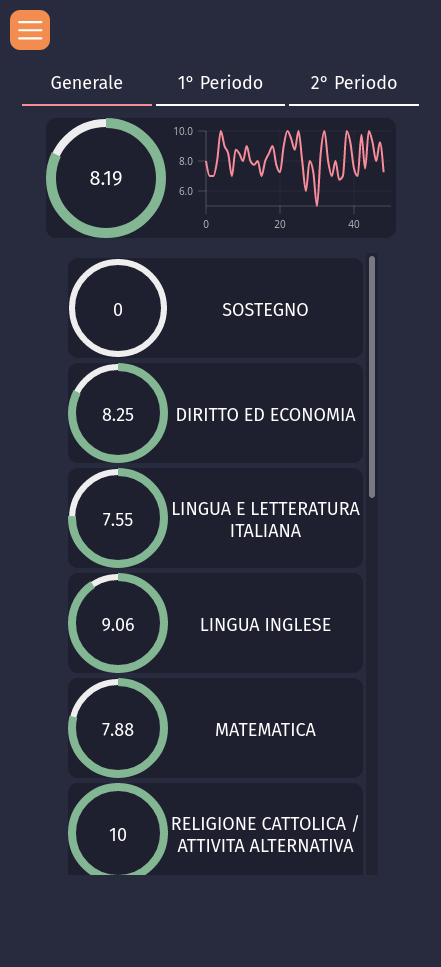 Generale 1° Periodo 2° Periodo
8.19
10.0
8.0
6.0
0 20 40
0
SOSTEGNO
8.25
DIRITTO ED ECONOMIA
7.55
LINGUA E LETTERATURA
ITALIANA
9.06
LINGUA INGLESE
7.88
MATEMATICA
10
RELIGIONE CATTOLICA /
ATTIVITA ALTERNATIVA